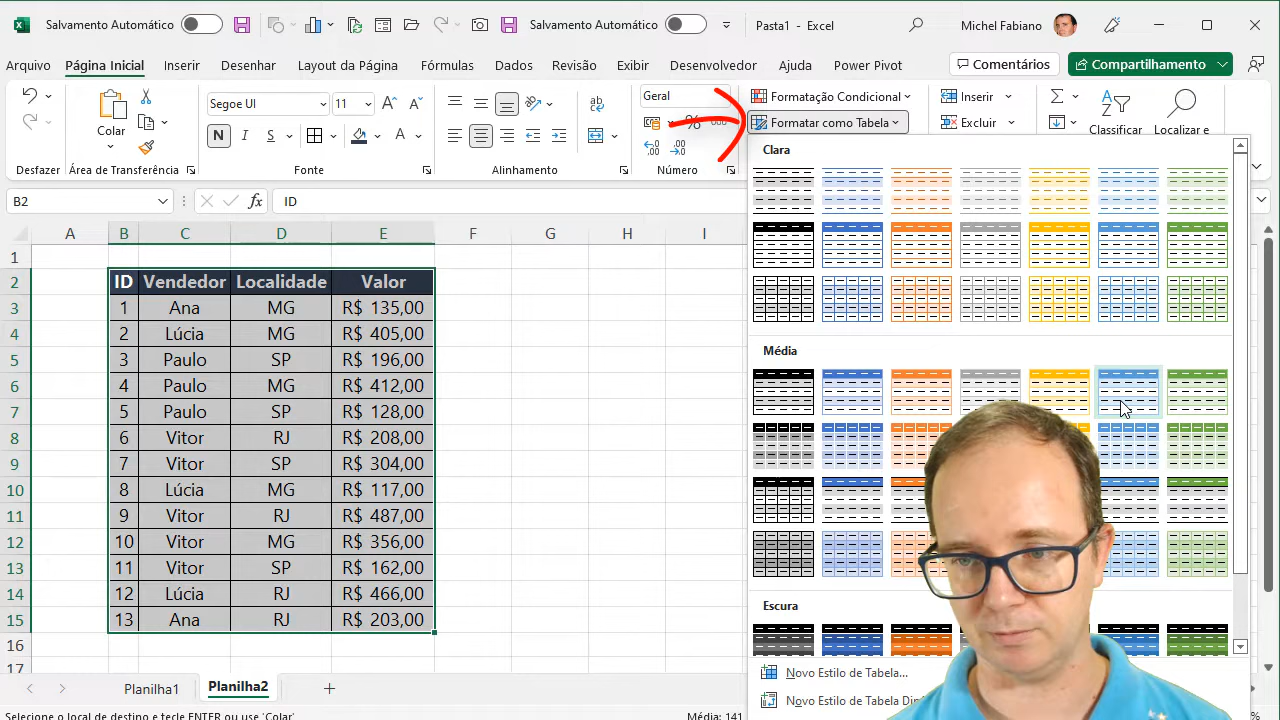 Salvamento Automático
Salvamento Automático
Pasta1 - Excel
Michel Fabiano
Arquivo Página Inicial Inserir Desenhar Layout da Página Fórmulas Dados Revisão Exibir Desenvolvedor Ajuda Power Pivot Comentários Compartilhamento
Colar
Segoe UI 11
N I S
Geral
%
Formatação Condicional
Formatar como Tabela
Inserir
Excluir
Classificar Localizar e
Desfazer Área de Transferência Fonte Alinhamento Número
B2 fx ID
A B C D E F G H I
1
2 ID Vendedor Localidade Valor
3 1 Ana MG R$ 135,00
4 2 Lúcia MG R$ 405,00
5 3 Paulo SP R$ 196,00
6 4 Paulo MG R$ 412,00
7 5 Paulo SP R$ 128,00
8 6 Vitor RJ R$ 208,00
9 7 Vitor SP R$ 304,00
10 8 Lúcia MG R$ 117,00
11 9 Vitor RJ R$ 487,00
12 10 Vitor MG R$ 356,00
13 11 Vitor SP R$ 162,00
14 12 Lúcia RJ R$ 466,00
15 13 Ana RJ R$ 203,00
16
17
Clara
Média
Escura
Novo Estilo de Tabela...
Novo Estilo de Tabela
Planilha1 Planilha2
Selecione o local de destino e tecle ENTER ou use 'Colar'
Média: 141